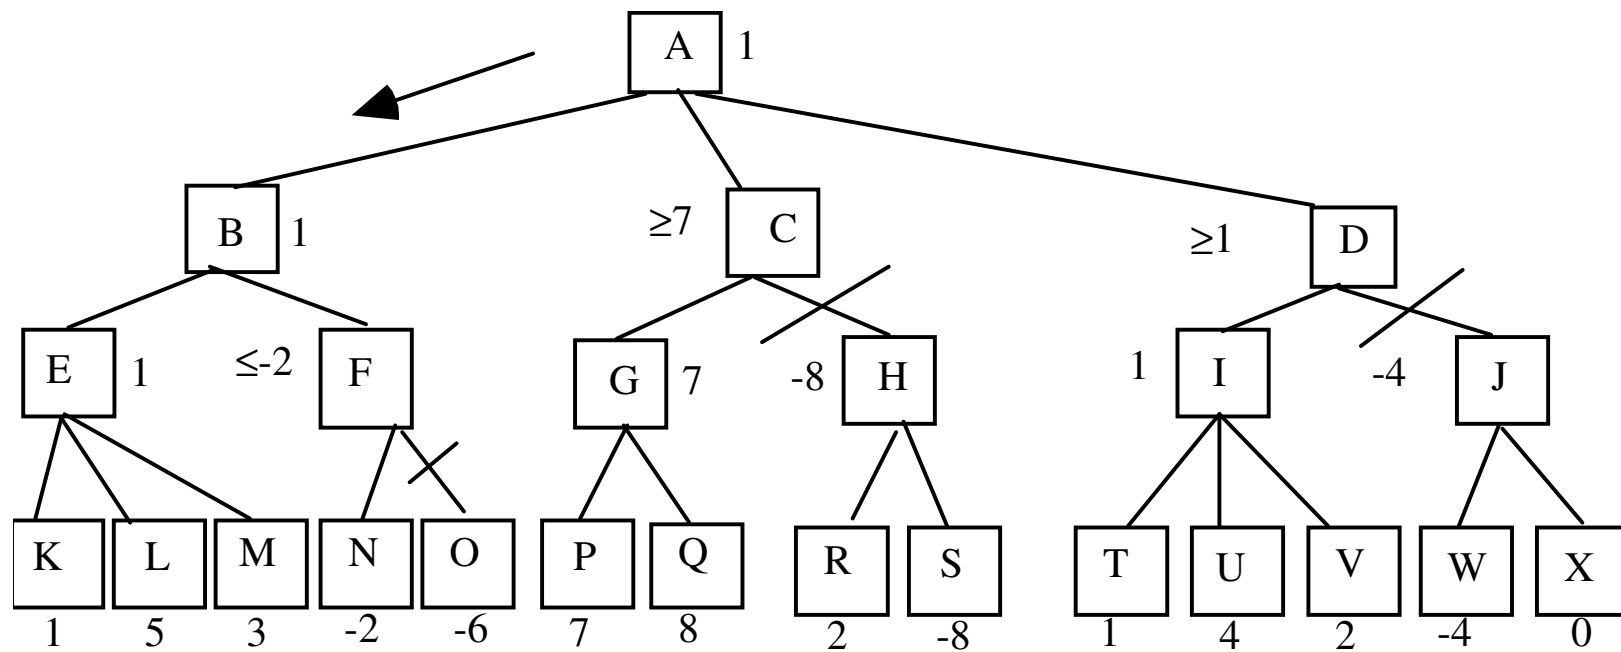 A 1
B 1 ≥7 C ≥1 D
E 1 ≤-2 F G 7 -8 H 1 I -4 J
K L M N O P Q R S T U V W X
1 5 3 -2 -6 7 8 2 -8 1 4 2 -4 0